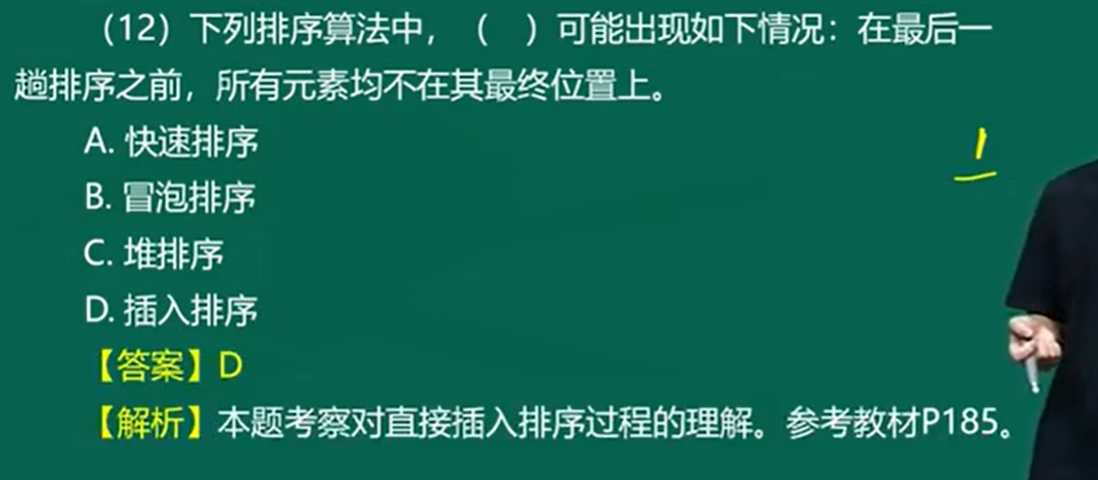 （12）下列排序算法中，（ ）可能出现如下情况：在最后一
趟排序之前，所有元素均不在其最终位置上。
A. 快速排序
B. 冒泡排序
C. 堆排序
D. 插入排序
【答案】D
【解析】本题考察对直接插入排序过程的理解。参考教材P185。
1